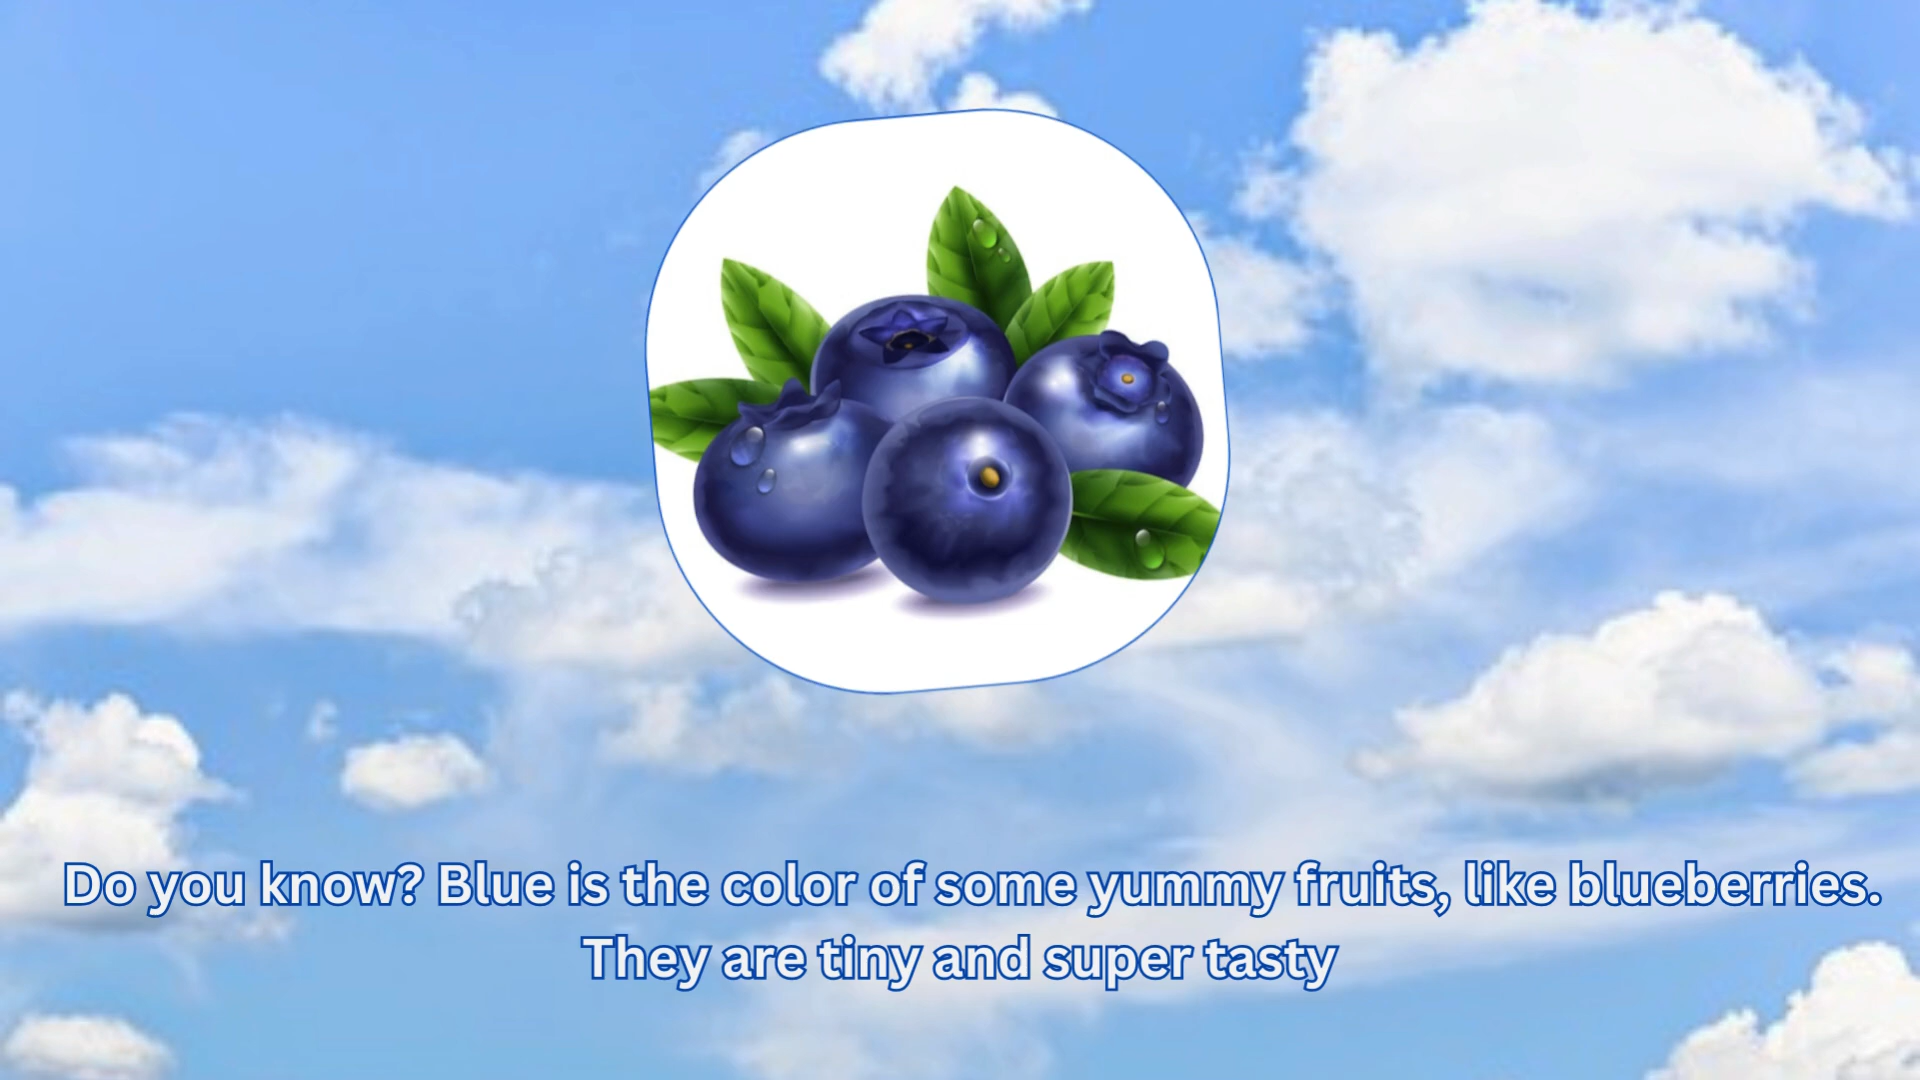 Do you know? Blue is the color of some yummy fruits, like blueberries.
They are tiny and super tasty